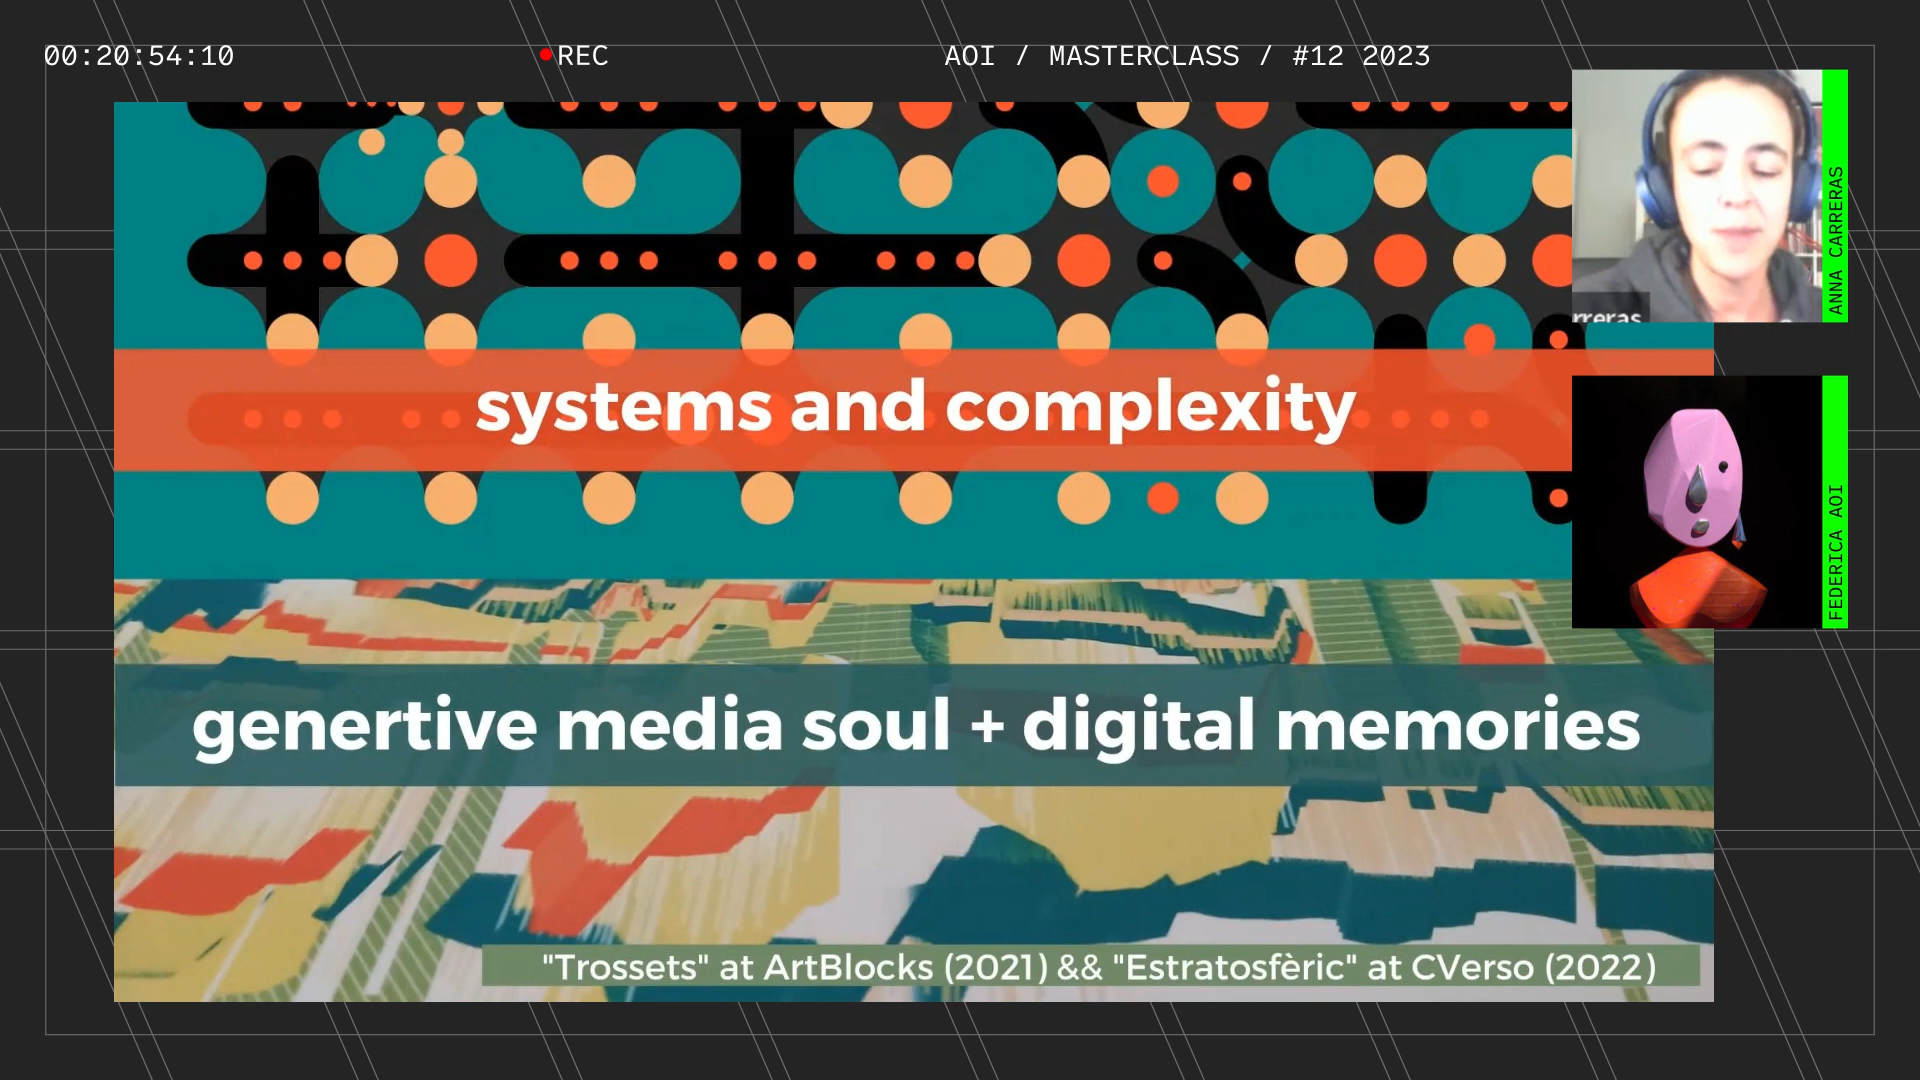 00:20:54:10
REC
AOI / MASTERCLASS / #12 2023
ANNA CARRERAS
rreras
systems and complexity
FEDERICA AOI
genertive media soul + digital memories
"Trossets" at ArtBlocks (2021) && "Estratosfèric" at CVerso (2022)